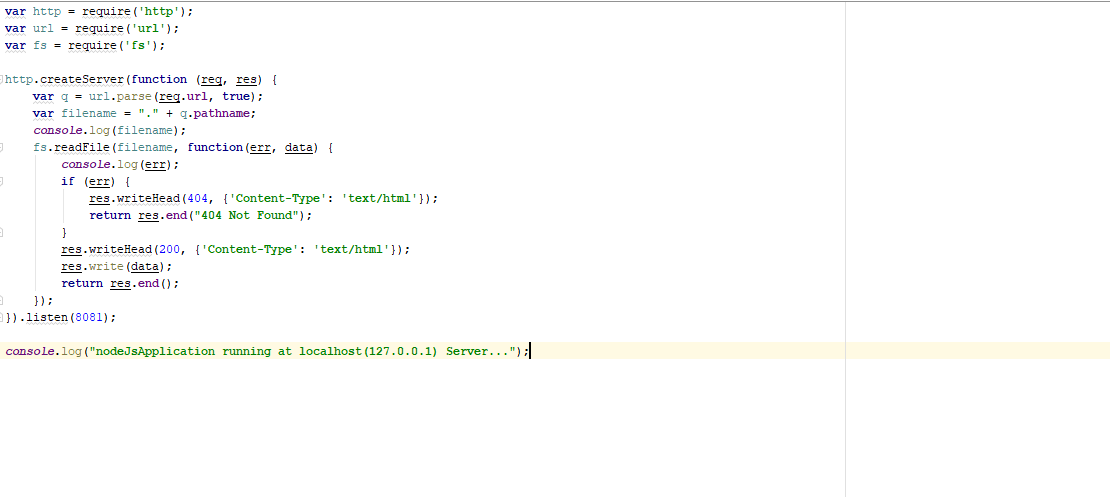 var http = require('http');
var url = require('url');
var fs = require('fs');
http.createServer(function (req, res) {
    var q = url.parse(req.url, true);
    var filename = "." + q.pathname;
    console.log(filename);
    fs.readFile(filename, function(err, data) {
        console.log(err);
        if (err) {
            res.writeHead(404, {'Content-Type': 'text/html'});
            return res.end("404 Not Found");
        }
        res.writeHead(200, {'Content-Type': 'text/html'});
        res.write(data);
        return res.end();
    });
}).listen(8081);
console.log("nodeJsApplication running at localhost(127.0.0.1) Server...");